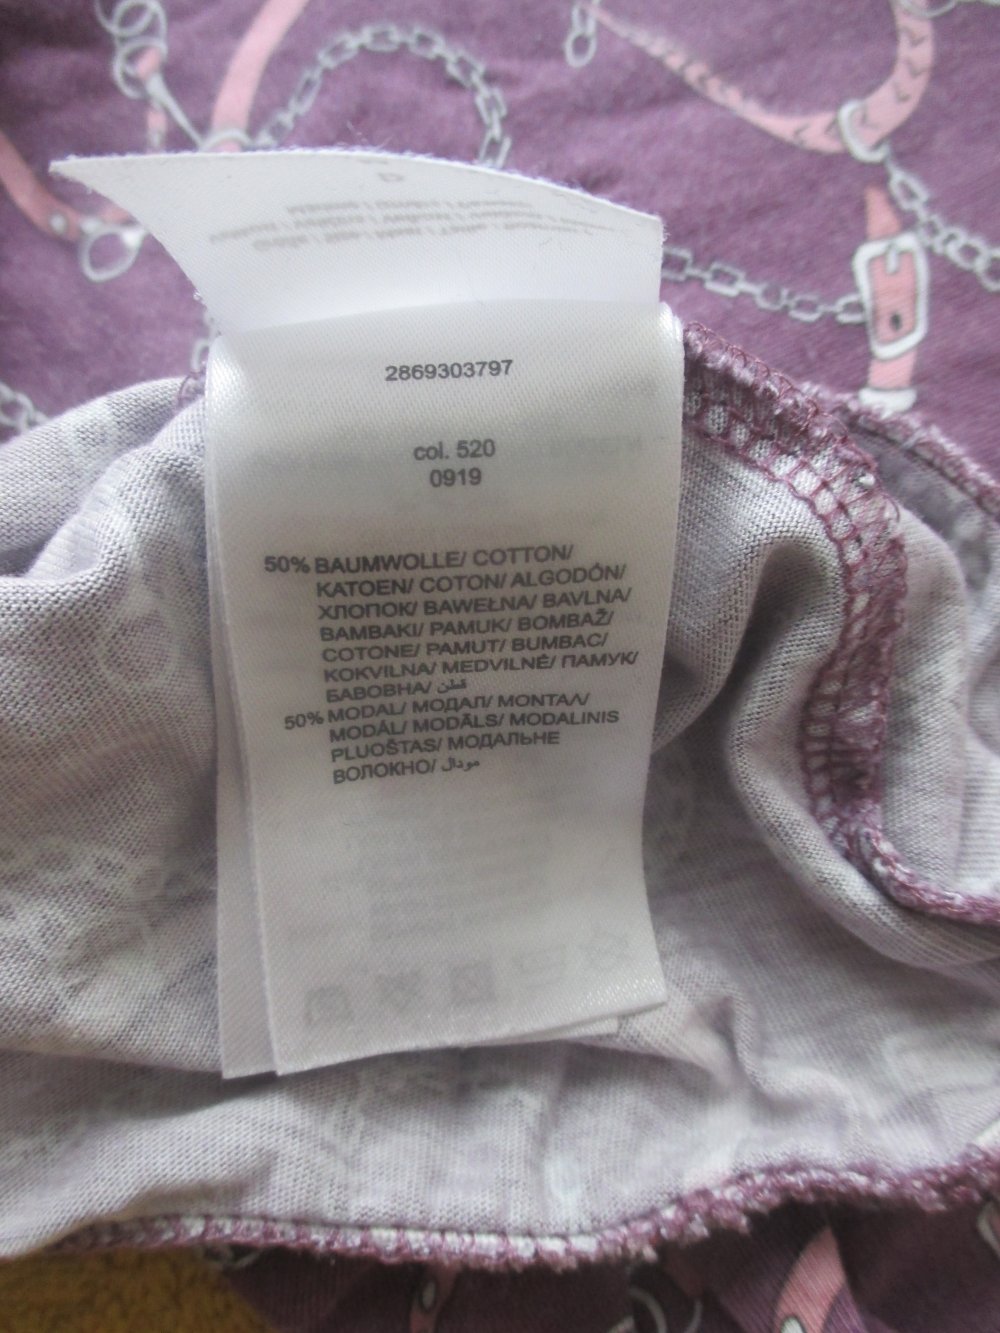 2869303797
col. 520
0919
50% BAUMWOLLE/ COTTON/
KATOEN/ COTON/ ALGODÓN/
ХЛОПОК/ BAWEŁNA/ BAVLNA/
BAMBAKI/ PAMUK/ BOMBAŽ/
COTONE/ PAMUT/ BUMBAC/
KOKVILNA/ MEDVILNĖ/ ПАМУК/
БАВОВНА/ قطن
50% MODAL/ МОДАЛ/ ΜΟΝΤΑΛ/
MODÁL/ MODĀLS/ MODALINIS
PLUOŠTAS/ МОДАЛЬНЕ
ВОЛОКНО/ مودال